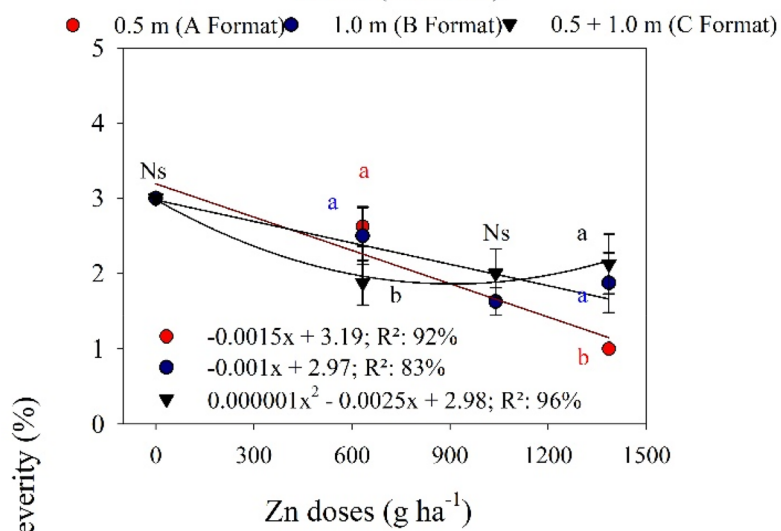 0.5 m (A Format) 1.0 m (B Format) 0.5 + 1.0 m (C Format)
5
4
3
2
1
0
Ns
a
a
b
Ns
a
a
b
-0.0015x + 3.19; R²: 92%
-0.001x + 2.97; R²: 83%
0.000001x² - 0.0025x + 2.98; R²: 96%
0 300 600 900 1200 1500
Zn doses (g ha⁻¹)
everity (%)